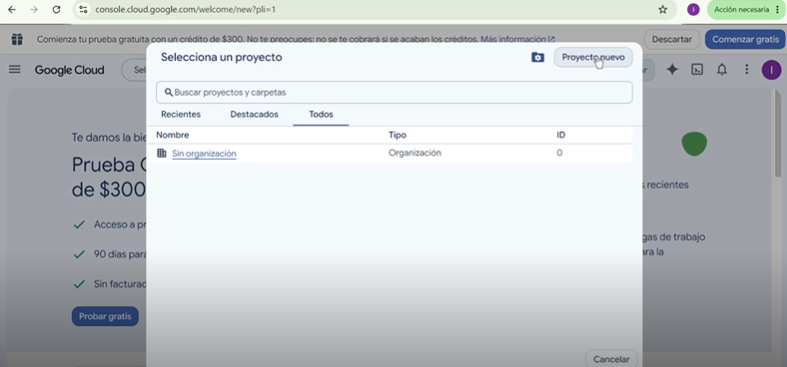 console.cloud.google.com/welcome/new?pli=1
Acción necesaria
Comienza tu prueba gratuita con un crédito de $300. No te preocupes: no se te cobrará si se acaban los créditos. Más información
Descartar
Comenzar gratis
Google Cloud
Sel
Selecciona un proyecto
Proyecto nuevo
Buscar proyectos y carpetas
Recientes Destacados Todos
Nombre Tipo ID
Sin organización Organización 0
Cancelar
Te damos la bie
Prueba
de $300
Acceso a pr
90 días para
Sin facturac
Probar gratis
recientes
gas de trabajo
ra la
I
I